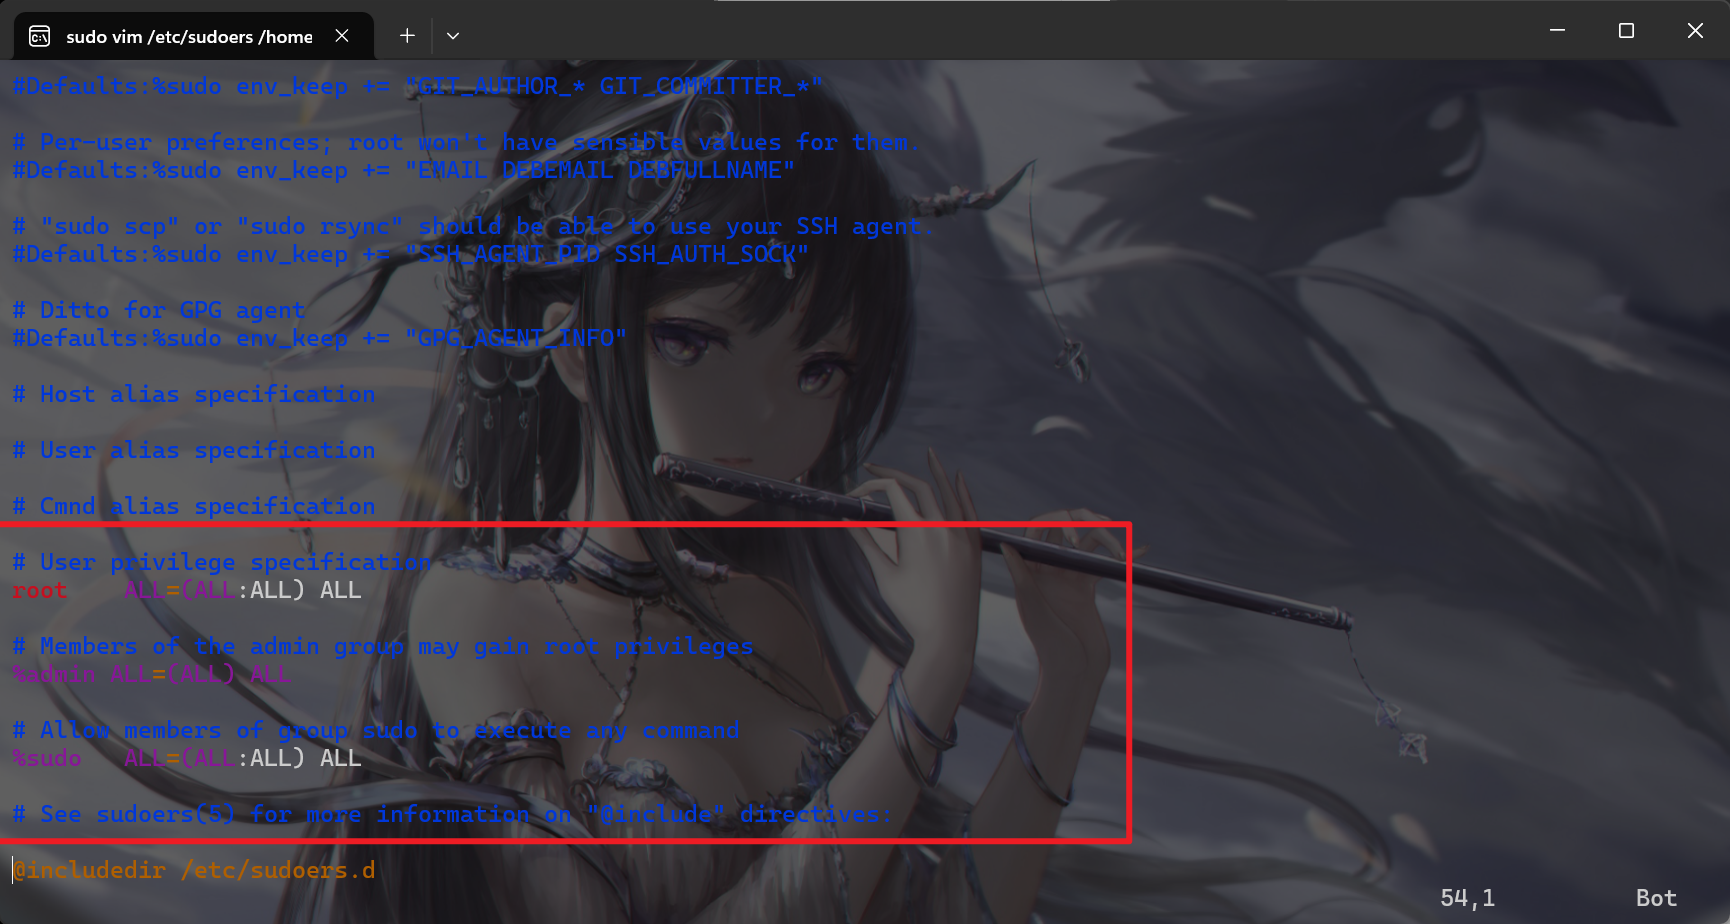 sudo vim /etc/sudoers /home
#Defaults:%sudo env_keep += "GIT_AUTHOR_* GIT_COMMITTER_*"
# Per-user preferences; root won't have sensible values for them.
#Defaults:%sudo env_keep += "EMAIL DEBEMAIL DEBFULLNAME"
# "sudo scp" or "sudo rsync" should be able to use your SSH agent.
#Defaults:%sudo env_keep += "SSH_AGENT_PID SSH_AUTH_SOCK"
# Ditto for GPG agent
#Defaults:%sudo env_keep += "GPG_AGENT_INFO"
# Host alias specification
# User alias specification
# Cmnd alias specification
# User privilege specification
root    ALL=(ALL:ALL) ALL
# Members of the admin group may gain root privileges
%admin ALL=(ALL) ALL
# Allow members of group sudo to execute any command
%sudo   ALL=(ALL:ALL) ALL
# See sudoers(5) for more information on "@include" directives:
@includedir /etc/sudoers.d
54,1 Bot